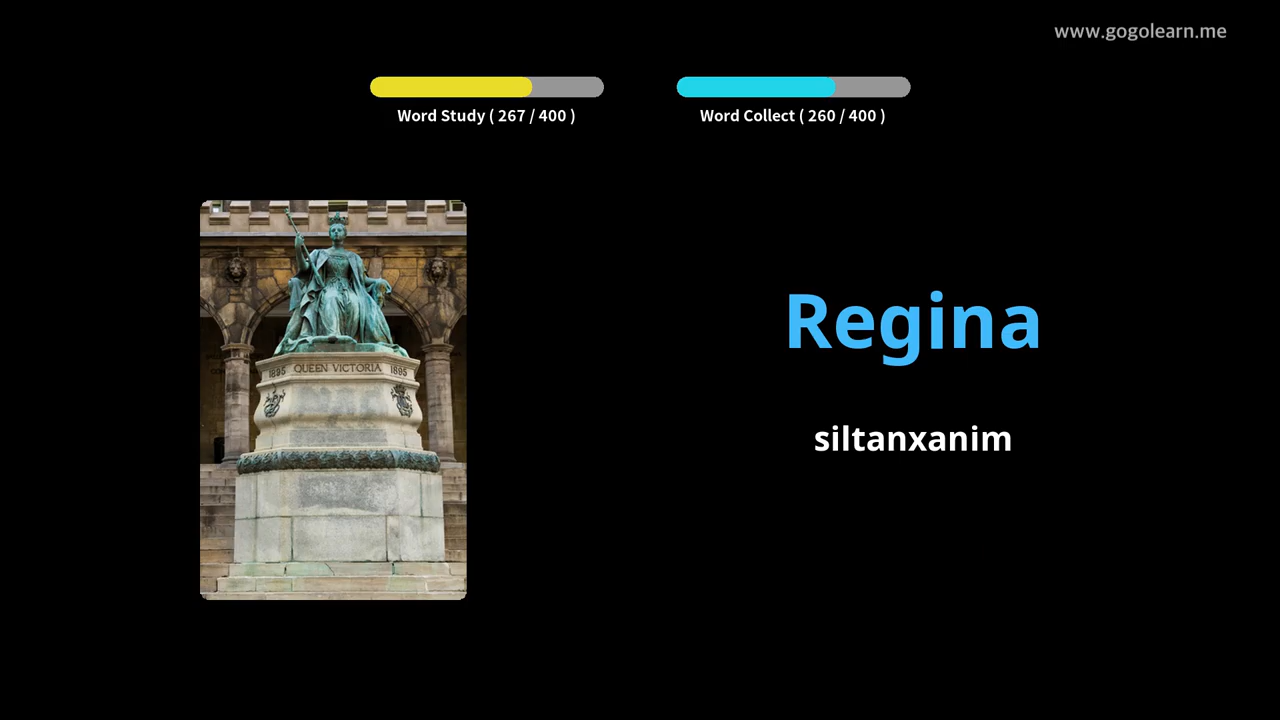 www.gogolearn.me
Word Study ( 267 / 400 )
Word Collect ( 260 / 400 )
1895 QUEEN VICTORIA 1895
Regina
siltanxanim